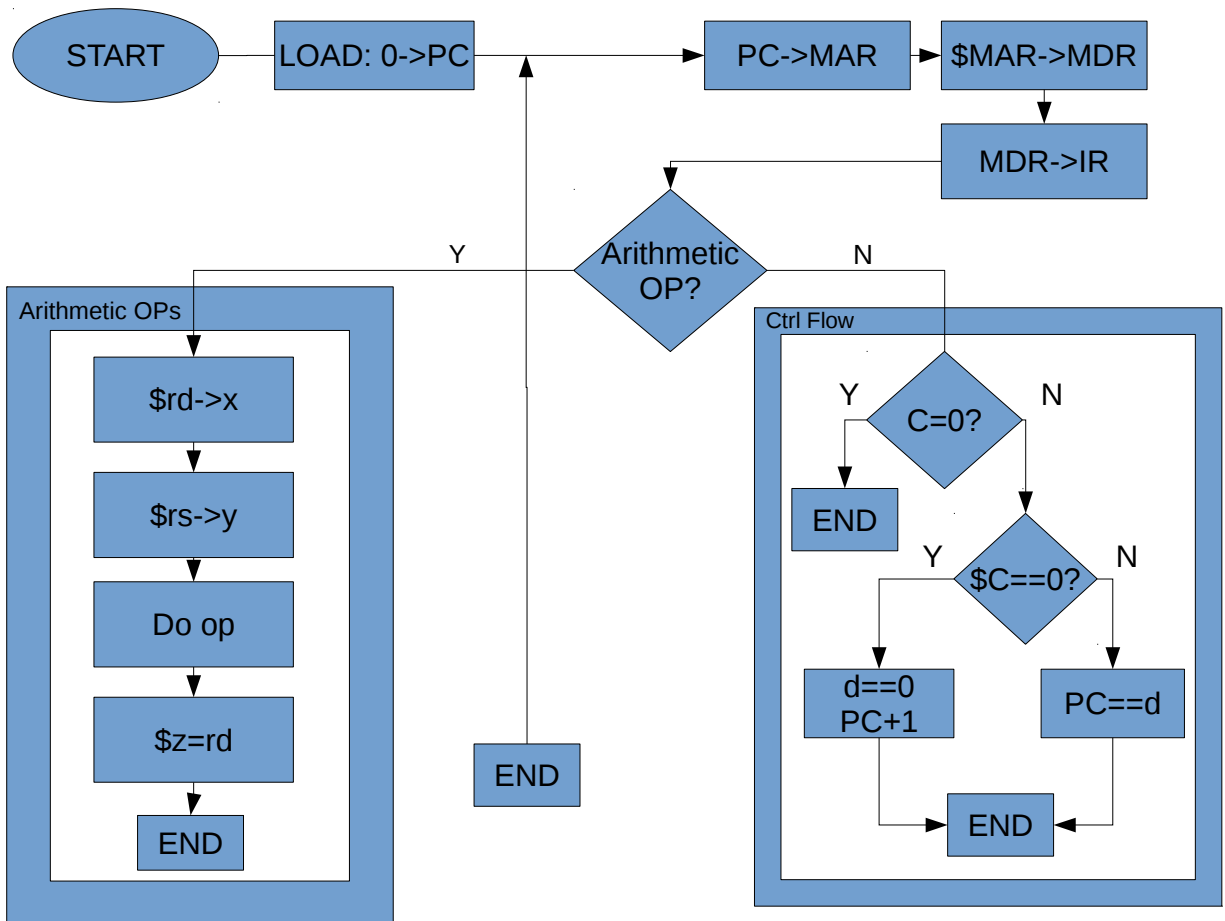 START
LOAD: 0->PC
PC->MAR
$MAR->MDR
MDR->IR
Arithmetic
OP?
Y
N
Arithmetic OPs
$rd->x
$rs->y
Do op
$z=rd
END
END
Ctrl Flow
C=0?
Y
N
END
$C==0?
Y
N
d==0
PC+1
PC==d
END